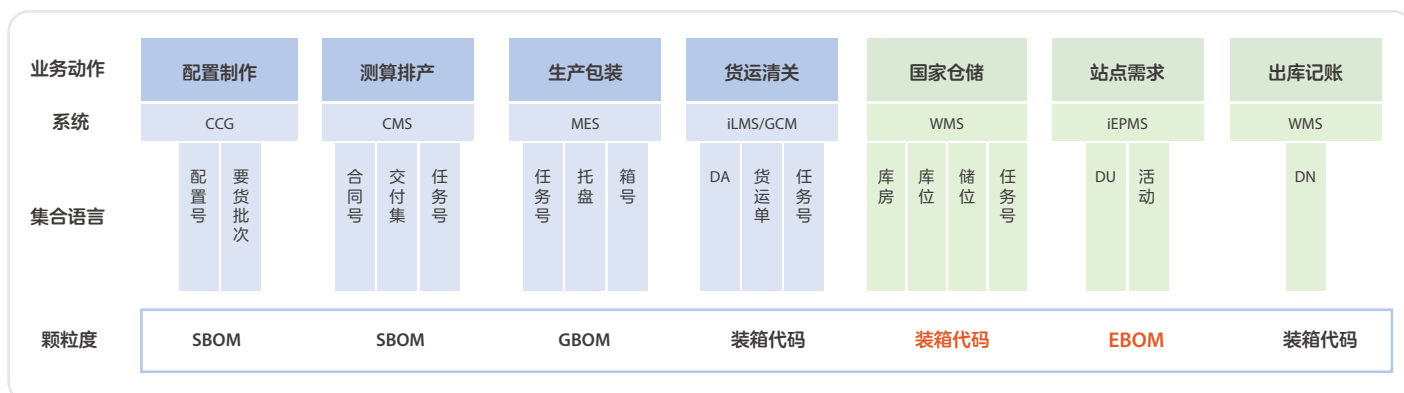 业务动作 配置制作 测算排产 生产包装 货运清关 国家仓储 站点需求 出库记账
系统 CCG CMS MES iLMS/GCM WMS iEPMS WMS
集合语言 配置号 要货批次 合同号 交付集 任务号 任务号 托盘 箱号 DA 货运单 任务号 库房 库位 储位 任务号 DU 活动 DN
颗粒度 SBOM SBOM GBOM 装箱代码 装箱代码 EBOM 装箱代码